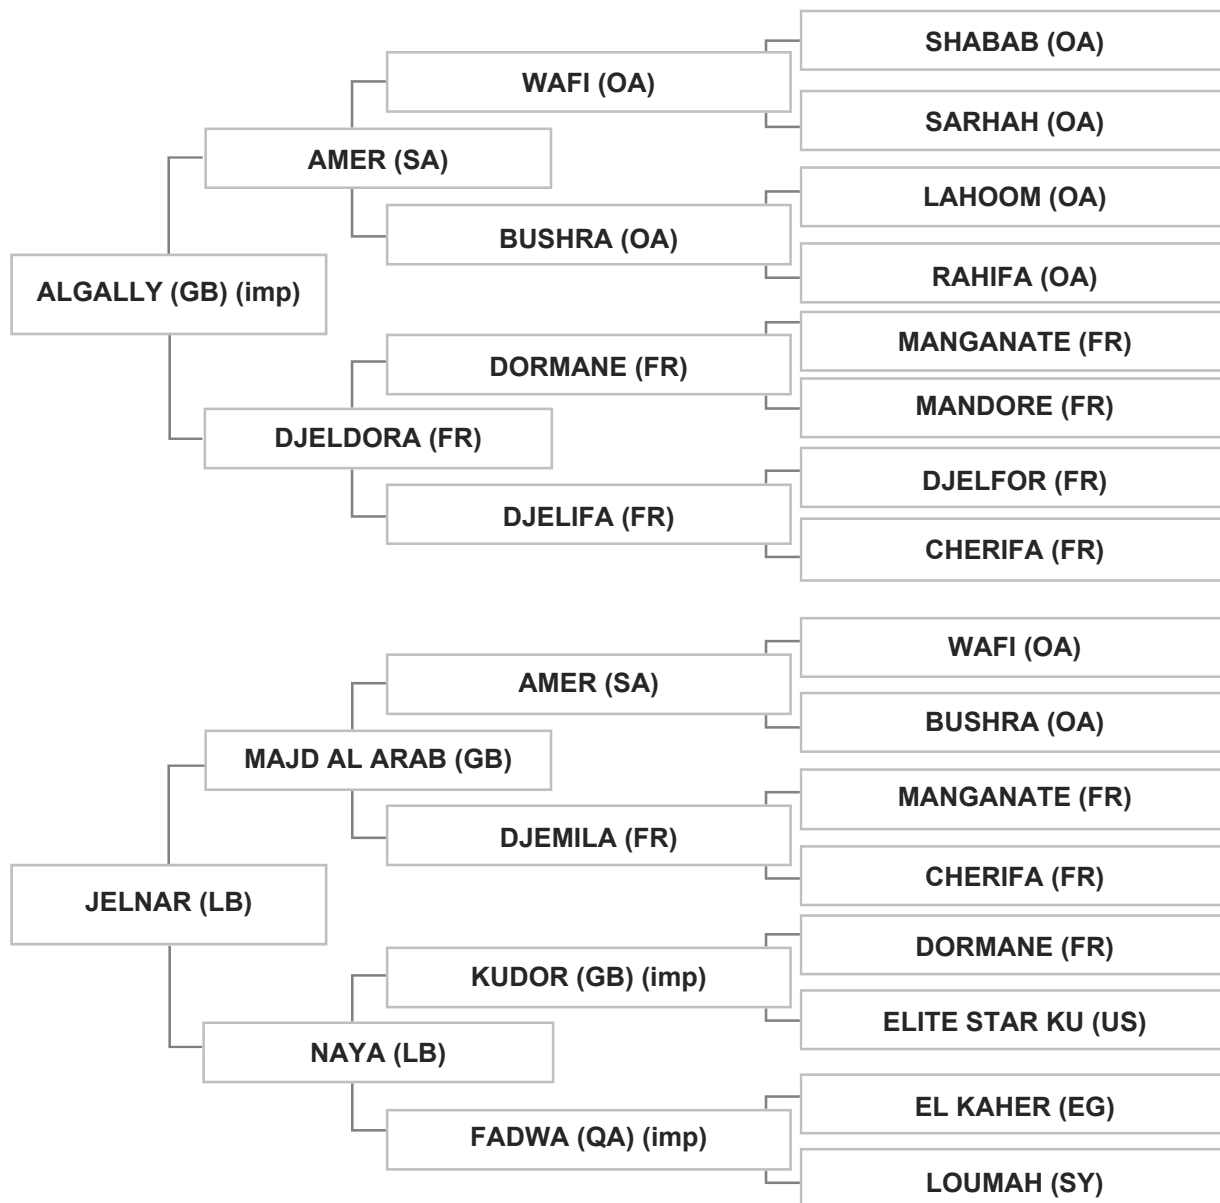 SHABAB (OA)
WAFI (OA)
SARHAH (OA)
AMER (SA)
LAHOOM (OA)
BUSHRA (OA)
RAHIFA (OA)
ALGALLY (GB) (imp)
MANGANATE (FR)
DORMANE (FR)
MANDORE (FR)
DJELDORA (FR)
DJELFOR (FR)
DJELIFA (FR)
CHERIFA (FR)
WAFI (OA)
AMER (SA)
BUSHRA (OA)
MAJD AL ARAB (GB)
MANGANATE (FR)
DJEMILA (FR)
CHERIFA (FR)
JELNAR (LB)
DORMANE (FR)
KUDOR (GB) (imp)
ELITE STAR KU (US)
NAYA (LB)
EL KAHER (EG)
FADWA (QA) (imp)
LOUMAH (SY)